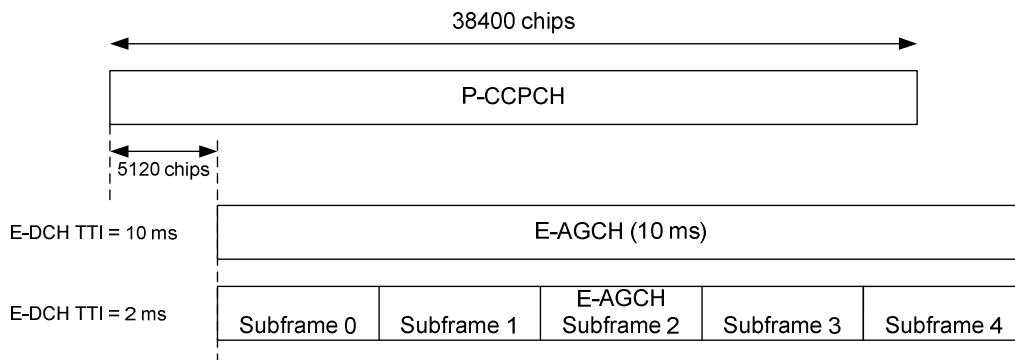 38400 chips
P-CCPCH
5120 chips
E-DCH TTI = 10 ms
E-AGCH (10 ms)
E-DCH TTI = 2 ms
E-AGCH
Subframe 0
Subframe 1
Subframe 2
Subframe 3
Subframe 4